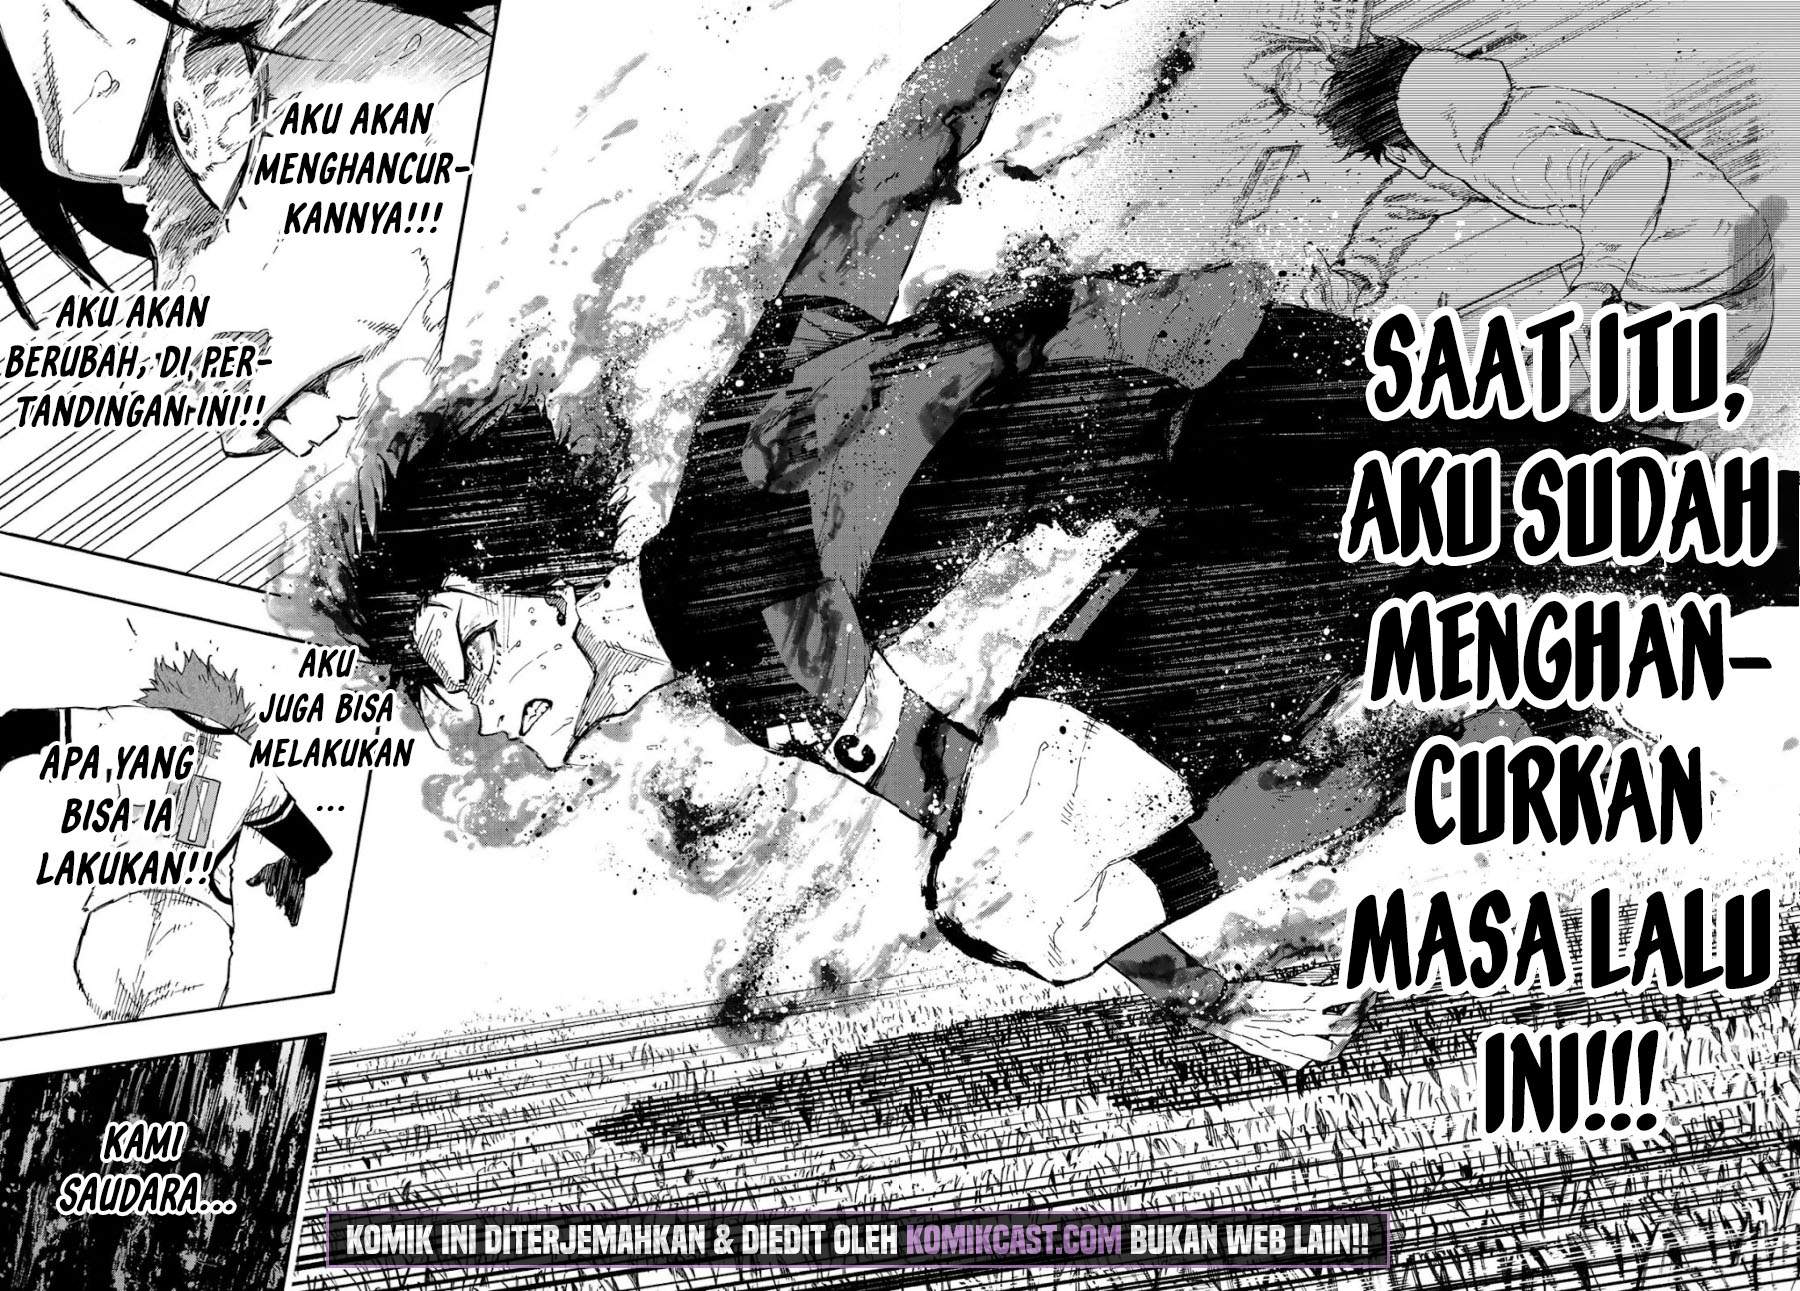 SAAT ITU,
AKU SUDAH
MENGHAN-
CURKAN
MASA LALU
INI!!!
AKU AKAN
MENGHANCUR-
KANNYA!!!
AKU AKAN
BERUBAH, DI PER-
TANDINGAN INI!!
AKU
JUGA BISA
MELAKUKAN
...
APA YANG
BISA IA
LAKUKAN!!
KAMI
SAUDARA...
C
KOMIK INI DITERJEMAHKAN & DIEDIT OLEH KOMIKCAST.COM BUKAN WEB LAIN!!